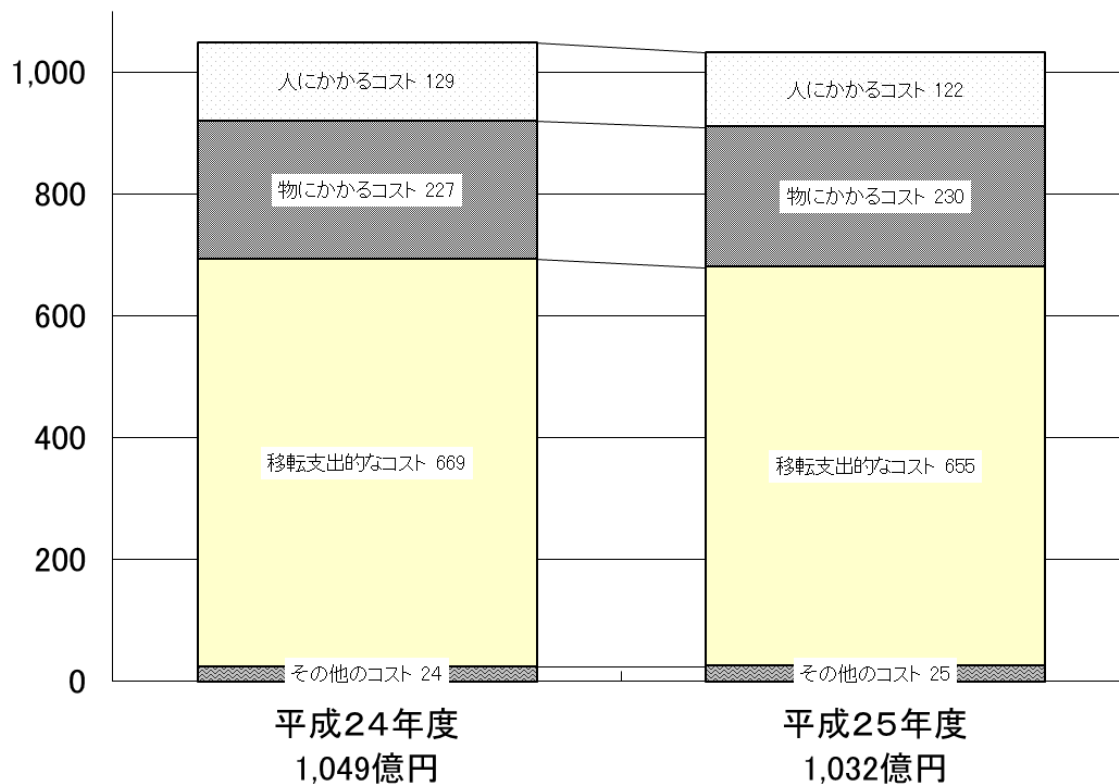 1,000
800
600
400
200
0
人にかかるコスト 129
物にかかるコスト 227
移転支出的なコスト 669
その他のコスト 24
人にかかるコスト 122
物にかかるコスト 230
移転支出的なコスト 655
その他のコスト 25
平成24年度
1,049億円
平成25年度
1,032億円